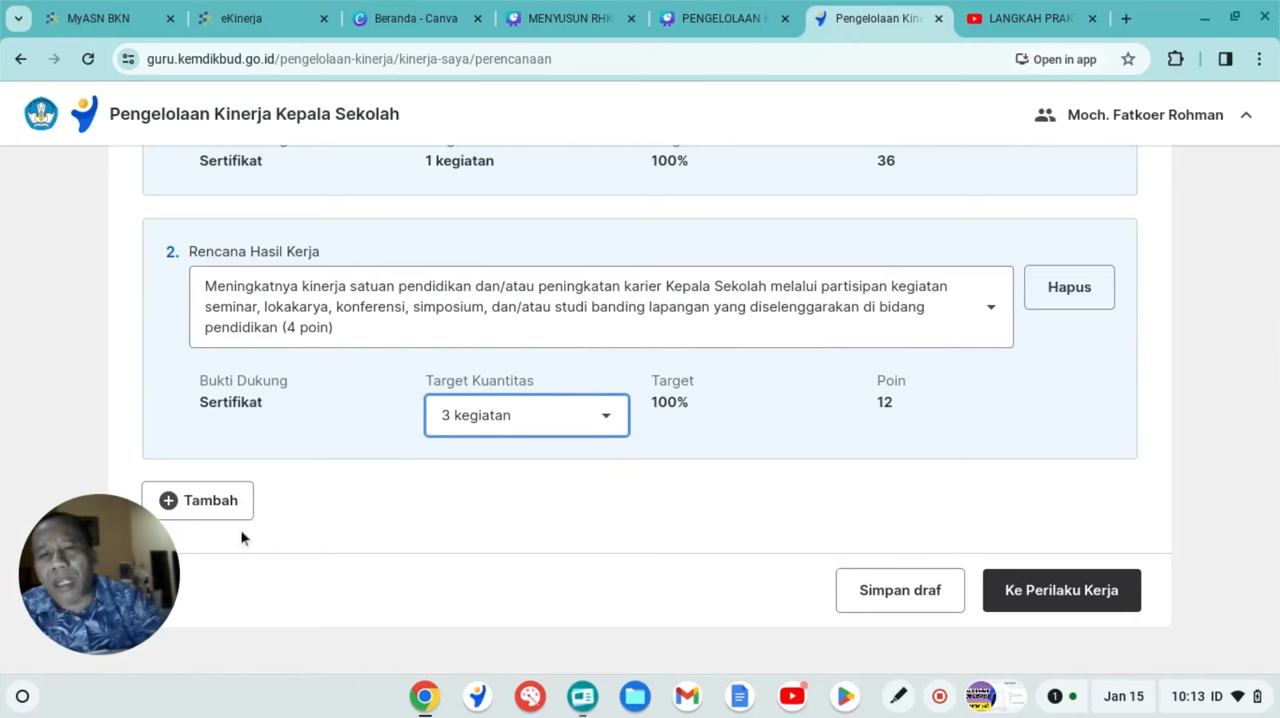 MyASN BKN
eKinerja
Beranda - Canva
MENYUSUN RHK
PENGELOLAAN
Pengelolaan Kin
LANGKAH PRAK
guru.kemdikbud.go.id/pengelolaan-kinerja/kinerja-saya/perencanaan
Open in app
Pengelolaan Kinerja Kepala Sekolah
Moch. Fatkoer Rohman
Sertifikat 1 kegiatan 100% 36
2. Rencana Hasil Kerja
Meningkatnya kinerja satuan pendidikan dan/atau peningkatan karier Kepala Sekolah melalui partisipan kegiatan
seminar, lokakarya, konferensi, simposium, dan/atau studi banding lapangan yang diselenggarakan di bidang
pendidikan (4 poin)
Hapus
Bukti Dukung Target Kuantitas Target Poin
Sertifikat 3 kegiatan 100% 12
Tambah
Simpan draf Ke Perilaku Kerja
1 Jan 15 10:13 ID